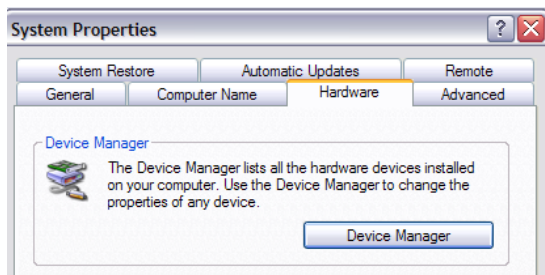 System Properties
System Restore Automatic Updates Remote
General Computer Name Hardware Advanced
Device Manager
The Device Manager lists all the hardware devices installed
on your computer. Use the Device Manager to change the
properties of any device.
Device Manager